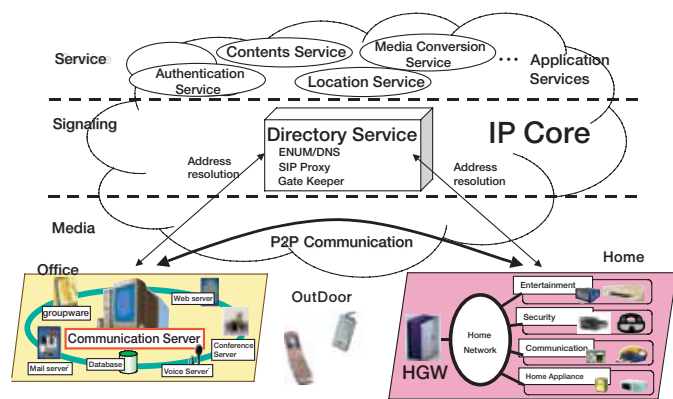 Service
Contents Service
Media Conversion
Service
... Application
Services
Authentication
Service
Location Service
Signaling
Directory Service
ENUM/DNS
SIP Proxy
Gate Keeper
IP Core
Address
resolution
Address
resolution
Media
P2P Communication
Office
Home
OutDoor
groupware
Web server
Communication Server
Conference
Server
Mail server
Database
Voice Server
HGW
Home
Network
Entertainment
Security
Communication
Home Appliance